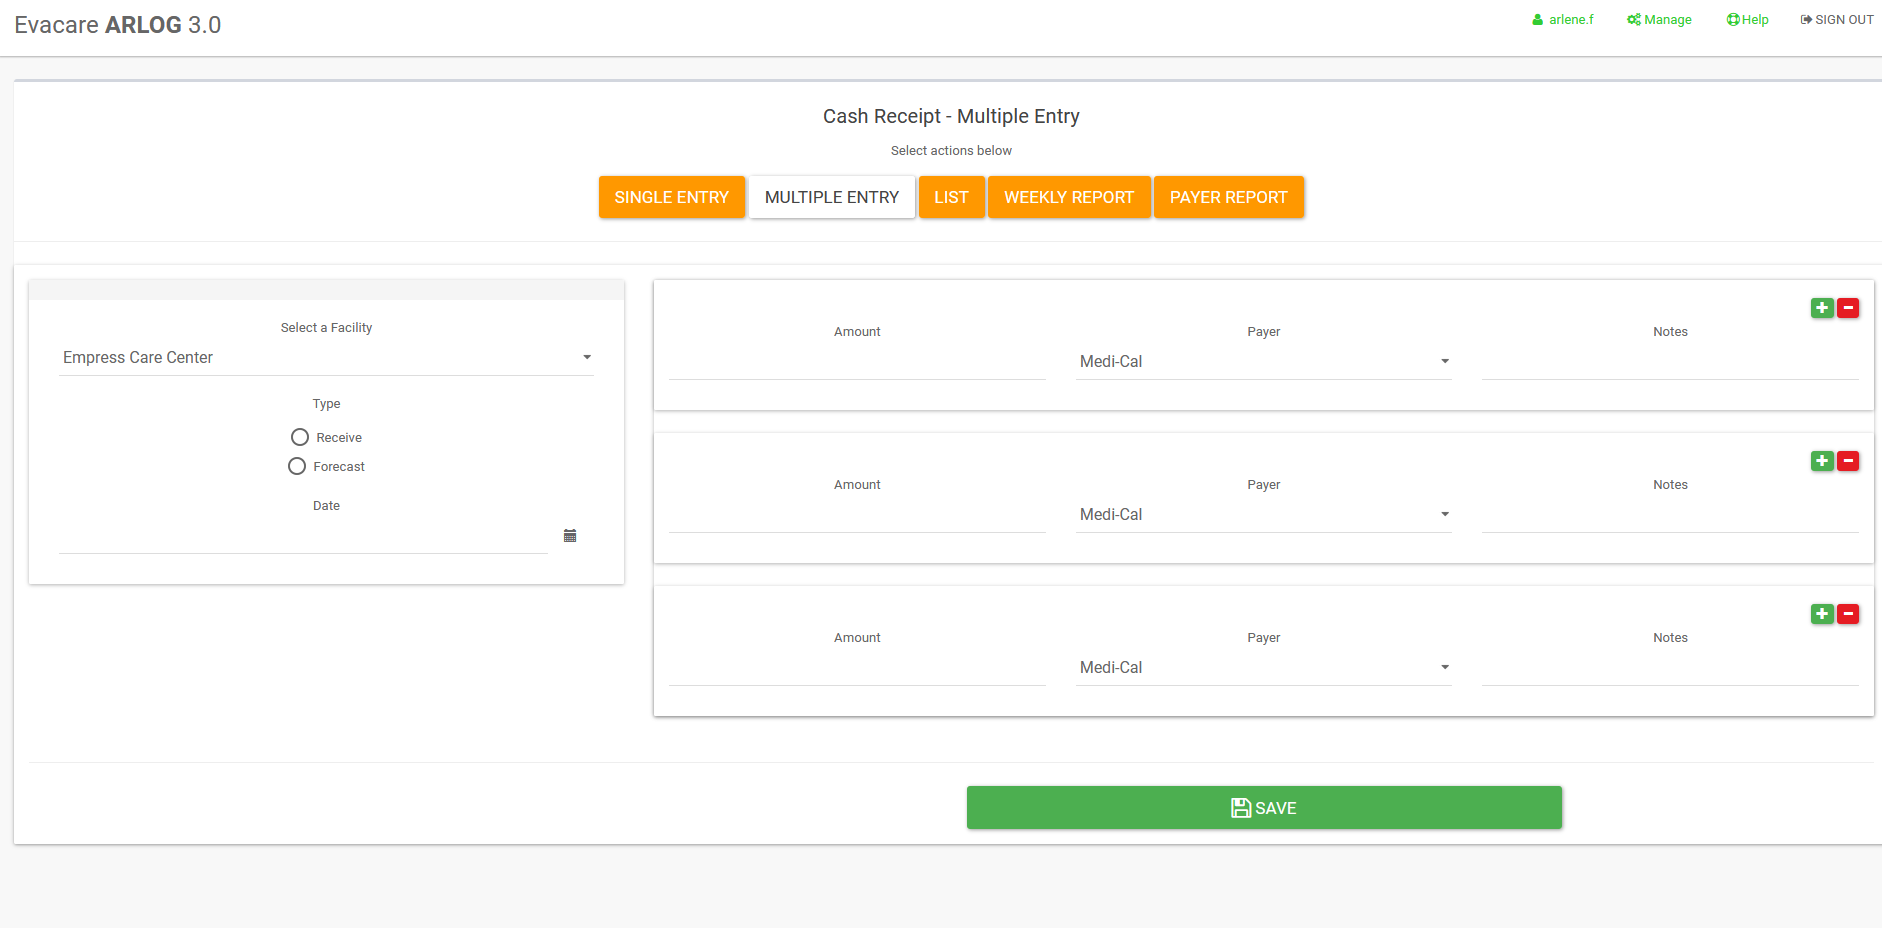 Evacare ARLOG 3.0
arlene.f
Manage
Help
SIGN OUT
Cash Receipt - Multiple Entry
Select actions below
SINGLE ENTRY
MULTIPLE ENTRY
LIST
WEEKLY REPORT
PAYER REPORT
Select a Facility
Empress Care Center
Type
Receive
Forecast
Date
Amount
Payer
Notes
Medi-Cal
Amount
Payer
Notes
Medi-Cal
Amount
Payer
Notes
Medi-Cal
SAVE